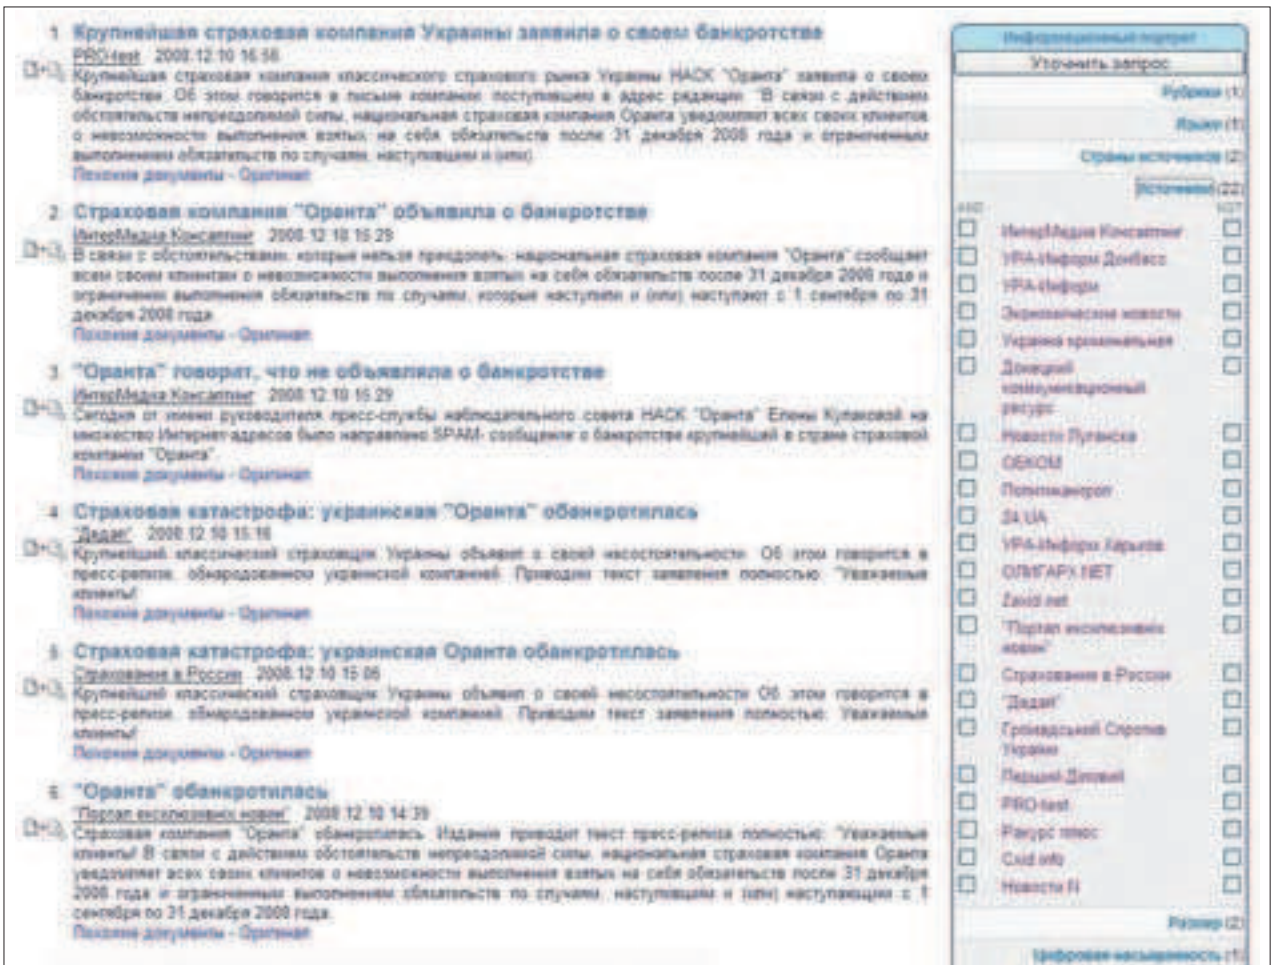 1. Крупнейшая страховая компания Украины заявила о своем банкротстве
PRO-test 2008.12.10 16:56
Крупнейшая страховая компания классического страхового рынка Украины НАСК "Оранта" заявила о своем
банкротстве. Об этом говорится в письме компании, поступившем в адрес редакции. "В связи с действием
обстоятельств непреодолимой силы, национальная страховая компания Оранта уведомляет всех своих клиентов
о невозможности выполнения взятых на себя обязательств после 31 декабря 2008 года и ограниченным
выполнением обязательств по случаям, наступившим и (или)
Похожие документы - Оригинал
2. Страховая компания "Оранта" объявила о банкротстве
ИнтерМедиа Консалтинг 2008.12.10 15:29
В связи с обстоятельствами, которые нельзя преодолеть, национальная страховая компания "Оранта" сообщает
всем своим клиентам о невозможности выполнения взятых на себя обязательств после 31 декабря 2008 года и
ограничении выполнения обязательств по случаям, которые наступили и (или) наступают с 1 сентября по 31
декабря 2008 года.
Похожие документы - Оригинал
3. "Оранта" говорит, что не объявляла о банкротстве
ИнтерМедиа Консалтинг 2008.12.10 15:29
Сегодня от имени руководителя пресс-службы наблюдательного совета НАСК "Оранта" Елены Кулаковой на
множество Интернет-адресов было направлено SPAM- сообщение о банкротстве крупнейшей в стране страховой
компании "Оранта".
Похожие документы - Оригинал
4. Страховая катастрофа: украинская "Оранта" обанкротилась
"Дядап" 2008.12.10 15:16
Крупнейший классический страховщик Украины объявил о своей несостоятельности. Об этом говорится в
пресс-релизе, обнародованном украинской компанией. Приводим текст заявления полностью: "Уважаемые
клиенты!
Похожие документы - Оригинал
5. Страховая катастрофа: украинская Оранта обанкротилась
Страхование в России 2008.12.10 15:06
Крупнейший классический страховщик Украины объявил о своей несостоятельности Об этом говорится в
пресс-релизе, обнародованном украинской компанией. Приводим текст заявления полностью: Уважаемые
клиенты!
Похожие документы - Оригинал
6. "Оранта" обанкротилась
"Портал эксклюзивних новин" 2008.12.10 14:39
Страховая компания "Оранта" обанкротилась. Издание приводит текст пресс-релиза полностью: "Уважаемые
клиенты! В связи с действием обстоятельств непреодолимой силы, национальная страховая компания Оранта
уведомляет всех своих клиентов о невозможности выполнения взятых на себя обязательств после 31 декабря
2008 года и ограниченным выполнением обязательств по случаям, наступившим и (или) наступающим с 1
сентября по 31 декабря 2008 года.
Похожие документы - Оригинал
Информационный портрет
Уточнить запрос
Рубрики (1)
Языки (1)
Страны источников (2)
Источники (22)
AND NOT
ИнтерМедиа Консалтинг
УРА-Информ Донбасс
УРА-Информ
Экономические новости
Украина криминальная
Донецкий
коммуникационный
ресурс
Новости Луганска
ОБКОМ
24.UA
УРА-Информ Харьков
ОЛИГАРХ.NET
Zaxid.net
"Портал эксклюзивних
новин"
Страхование в России
Громадський Спротив
України
Перший Діловий
PRO-test
Ракурс плюс
Cxid.info
Новости N
Размер (2)
Цифровая насыщенность (1)